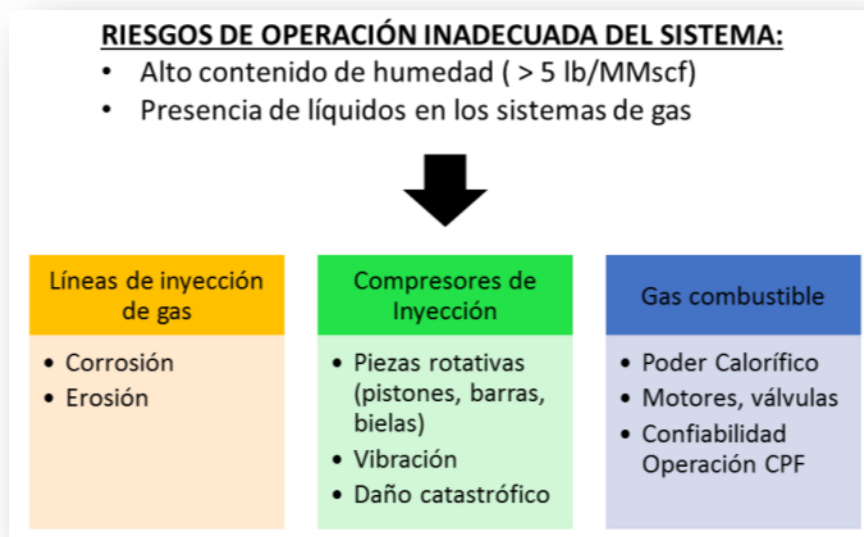 RIESGOS DE OPERACIÓN INADECUADA DEL SISTEMA:
• Alto contenido de humedad ( > 5 lb/MMscf)
• Presencia de líquidos en los sistemas de gas
Líneas de inyección
de gas
• Corrosión
• Erosión
Compresores de
Inyección
• Piezas rotativas
(pistones, barras,
bielas)
• Vibración
• Daño catastrófico
Gas combustible
• Poder Calorífico
• Motores, válvulas
• Confiabilidad
Operación CPF